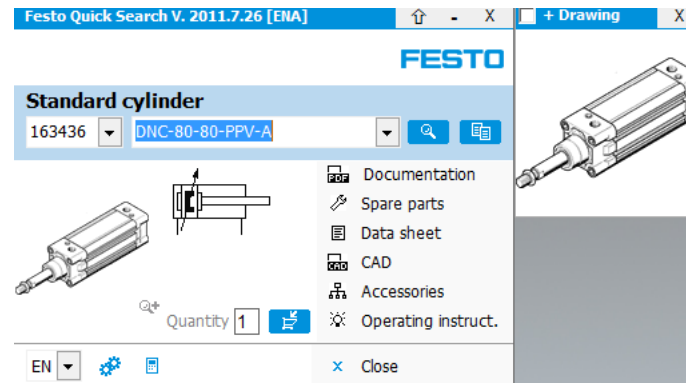 Festo Quick Search V. 2011.7.26 [ENA] - X
+ Drawing X
FESTO
Standard cylinder
163436 DNC-80-80-PPV-A
PDF Documentation
Spare parts
Data sheet
CAD CAD
Accessories
Quantity 1
Operating instruct.
EN
x Close